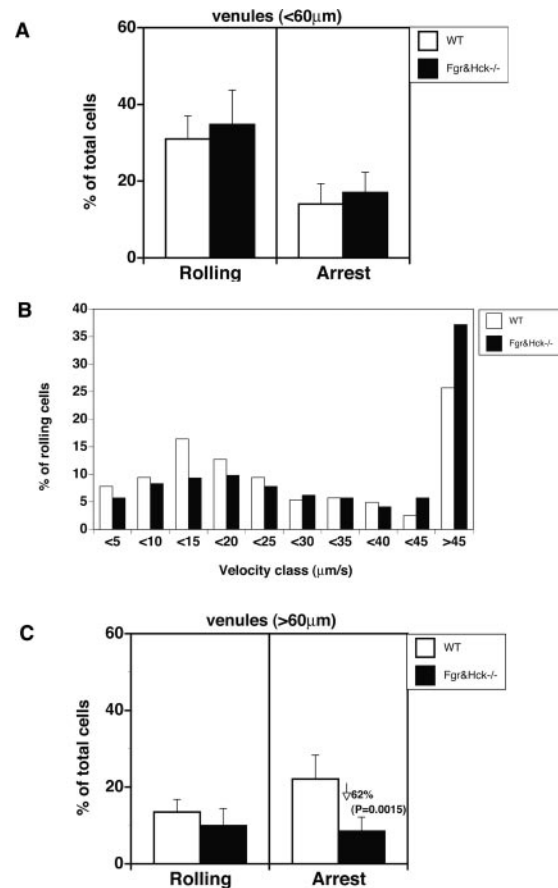 A
venules (<60μm)
60
40
20
0
% of total cells
Rolling
Arrest
WT
Fgr&Hck-/-
B
40
35
30
25
20
15
10
5
0
% of rolling cells
<5 <10 <15 <20 <25 <30 <35 <40 <45 >45
Velocity class (μm/s)
WT
Fgr&Hck-/-
C
venules (>60μm)
60
40
20
0
% of total cells
62%
(P=0.0015)
Rolling
Arrest
WT
Fgr&Hck-/-